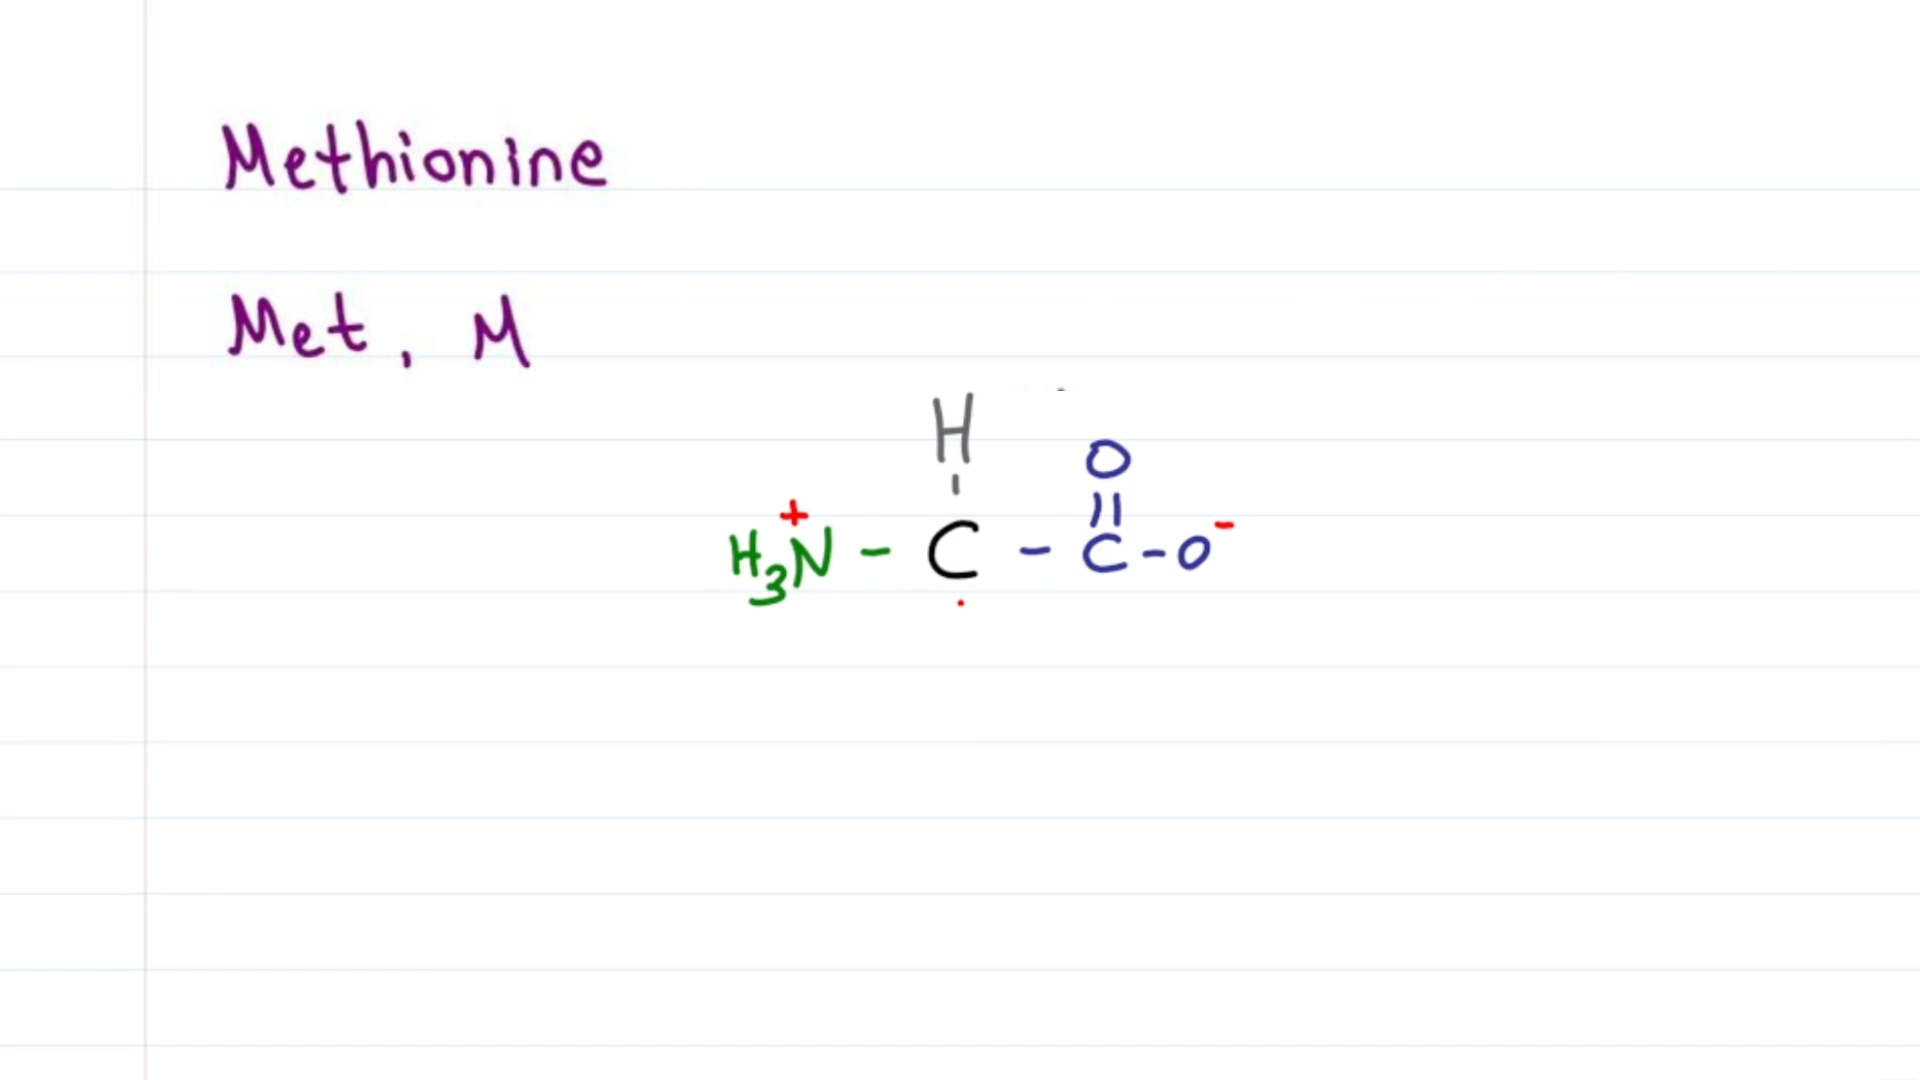 Methionine
Met, M
H
O
+
-
H3N - C - C - O